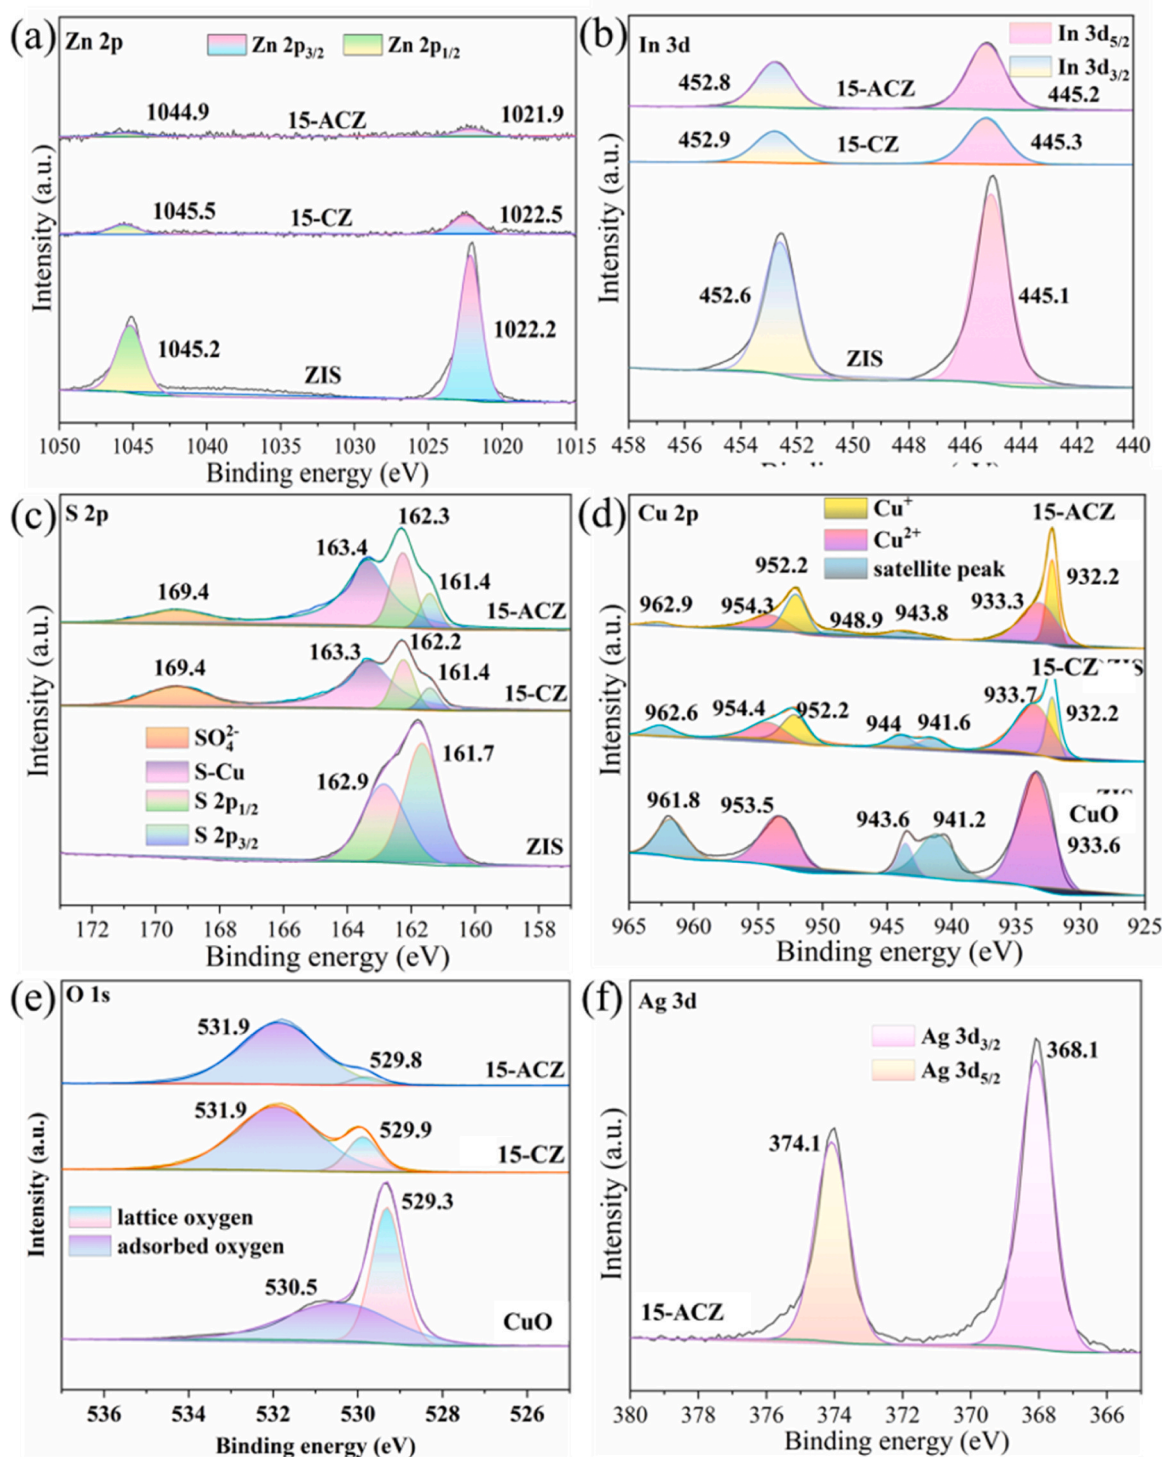 (a)
Zn 2p
Zn 2p3/2
Zn 2p1/2
1044.9
15-ACZ
1021.9
1045.5
15-CZ
1022.5
1045.2
ZIS
1022.2
Intensity (a.u.)
1050 1045 1040 1035 1030 1025 1020 1015
Binding energy (eV)
(b)
In 3d
In 3d5/2
In 3d3/2
452.8
15-ACZ
445.2
452.9
15-CZ
445.3
452.6
ZIS
445.1
Intensity (a.u.)
458 456 454 452 450 448 446 444 442 440
(c)
S 2p
162.3
163.4
161.4
169.4
15-ACZ
162.2
163.3
161.4
169.4
15-CZ
SO4 2-
S-Cu
S 2p1/2
S 2p3/2
162.9
161.7
ZIS
Intensity (a.u.)
172 170 168 166 164 162 160 158
Binding energy (eV)
(d)
Cu 2p
Cu+
Cu2+
satellite peak
15-ACZ
962.9
954.3
952.2
948.9
943.8
933.3
932.2
15-CZ
962.6
954.4
952.2
944
941.6
933.7
932.2
961.8
953.5
943.6
941.2
CuO
933.6
Intensity (a.u.)
965 960 955 950 945 940 935 930 925
Binding energy (eV)
(e)
O 1s
531.9
529.8
15-ACZ
531.9
529.9
15-CZ
lattice oxygen
adsorbed oxygen
529.3
530.5
CuO
Intensity (a.u.)
536 534 532 530 528 526
Binding energy (eV)
(f)
Ag 3d
Ag 3d3/2
Ag 3d5/2
368.1
374.1
15-ACZ
Intensity (a.u.)
380 378 376 374 372 370 368 366
Binding energy (eV)